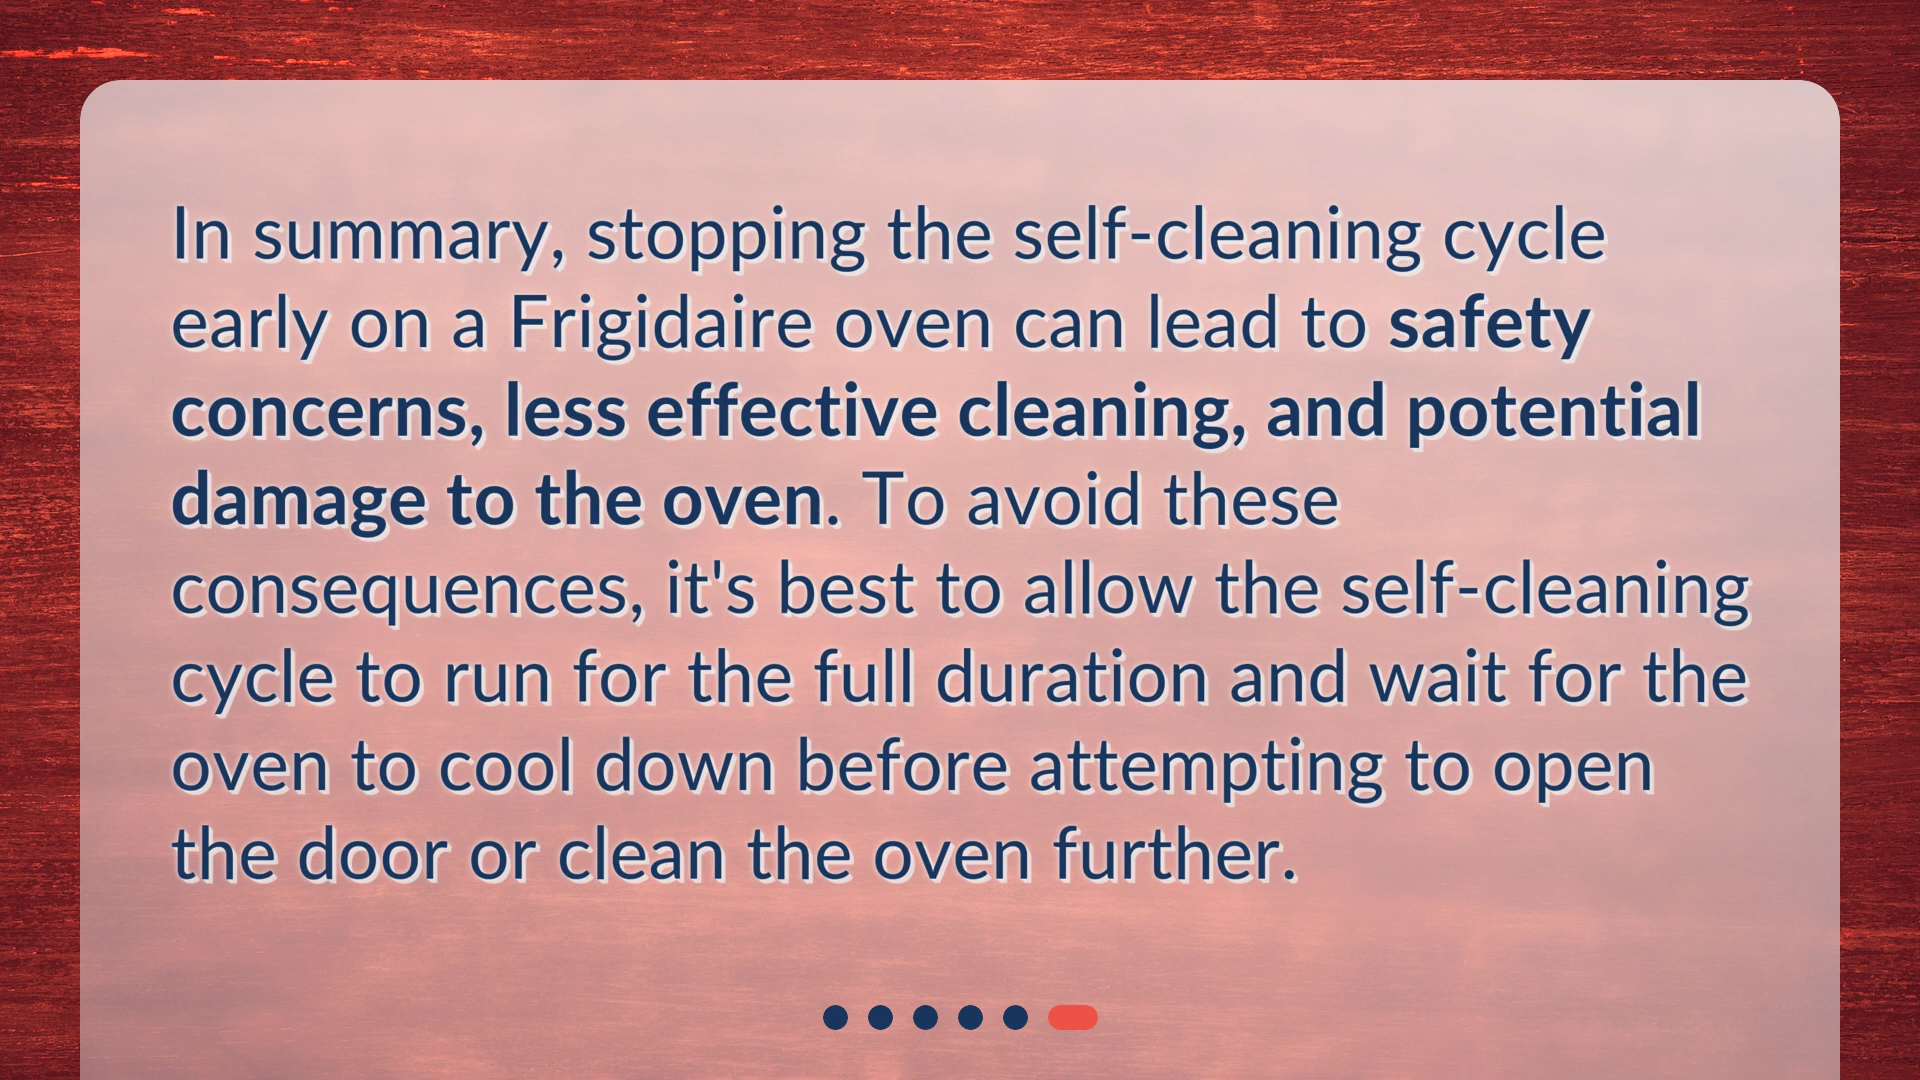 In summary, stopping the self-cleaning cycle
early on a Frigidaire oven can lead to safety
concerns, less effective cleaning, and potential
damage to the oven. To avoid these
consequences, it's best to allow the self-cleaning
cycle to run for the full duration and wait for the
oven to cool down before attempting to open
the door or clean the oven further.